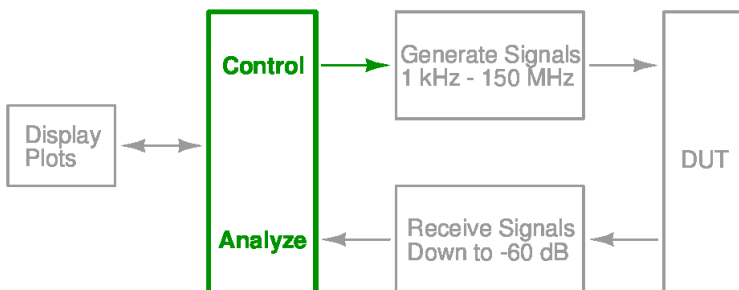 Control
Generate Signals
1 kHz - 150 MHz
Display
Plots
DUT
Analyze
Receive Signals
Down to -60 dB